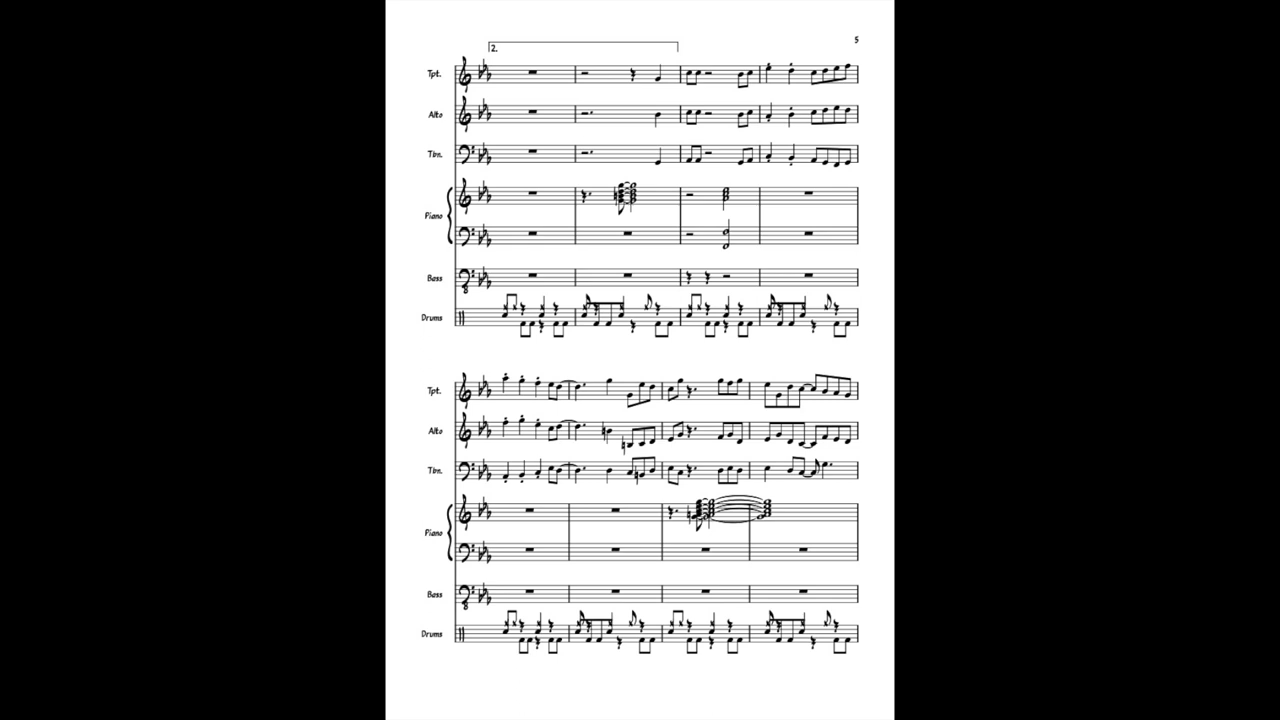 5
2.
Tpt.
Alto
Tbn.
Piano
Bass
Drums
Tpt.
Alto
Tbn.
Piano
Bass
Drums